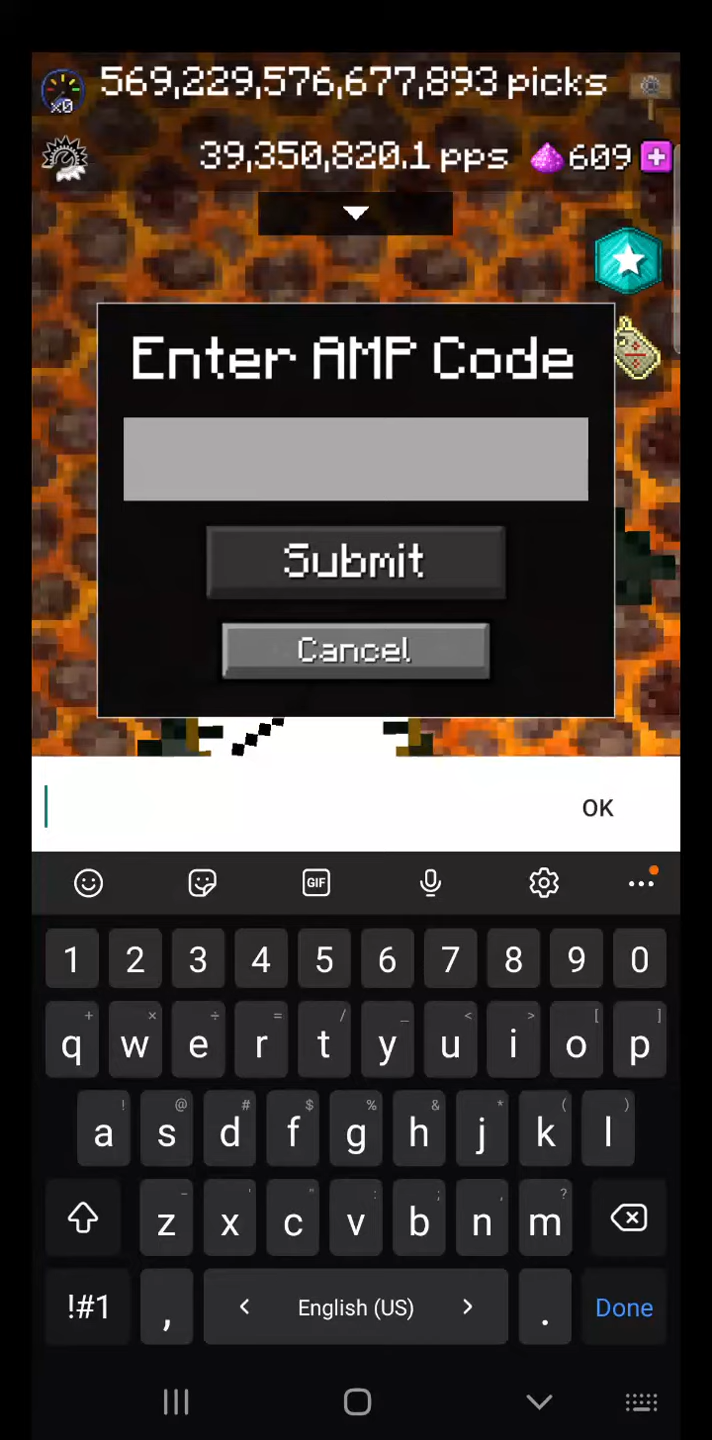 569,229,576,677,893 picks
x0
39,350,820.1 pps 609 +
Enter AMP Code
Submit
Cancel
OK
GIF
1 2 3 4 5 6 7 8 9 0
+ × ÷ = / _ < > [ ]
q w e r t y u i o p
! @ # $ % & * ( )
a s d f g h j k l
- ' " : ; , ?
z x c v b n m
!#1 , < English (US) > . Done